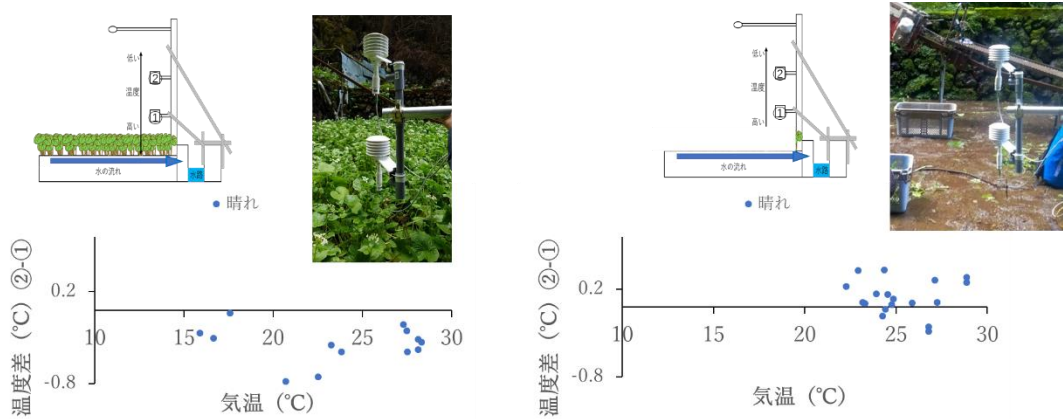 低い
②
温度
①
高い
水の流れ
水路
晴れ
温度差（℃）②-①
0.2
-0.8
10
15
20
25
30
気温（℃）
低い
②
温度
①
高い
水の流れ
水路
晴れ
温度差（℃）②-①
0.2
-0.8
10
15
20
25
30
気温（℃）